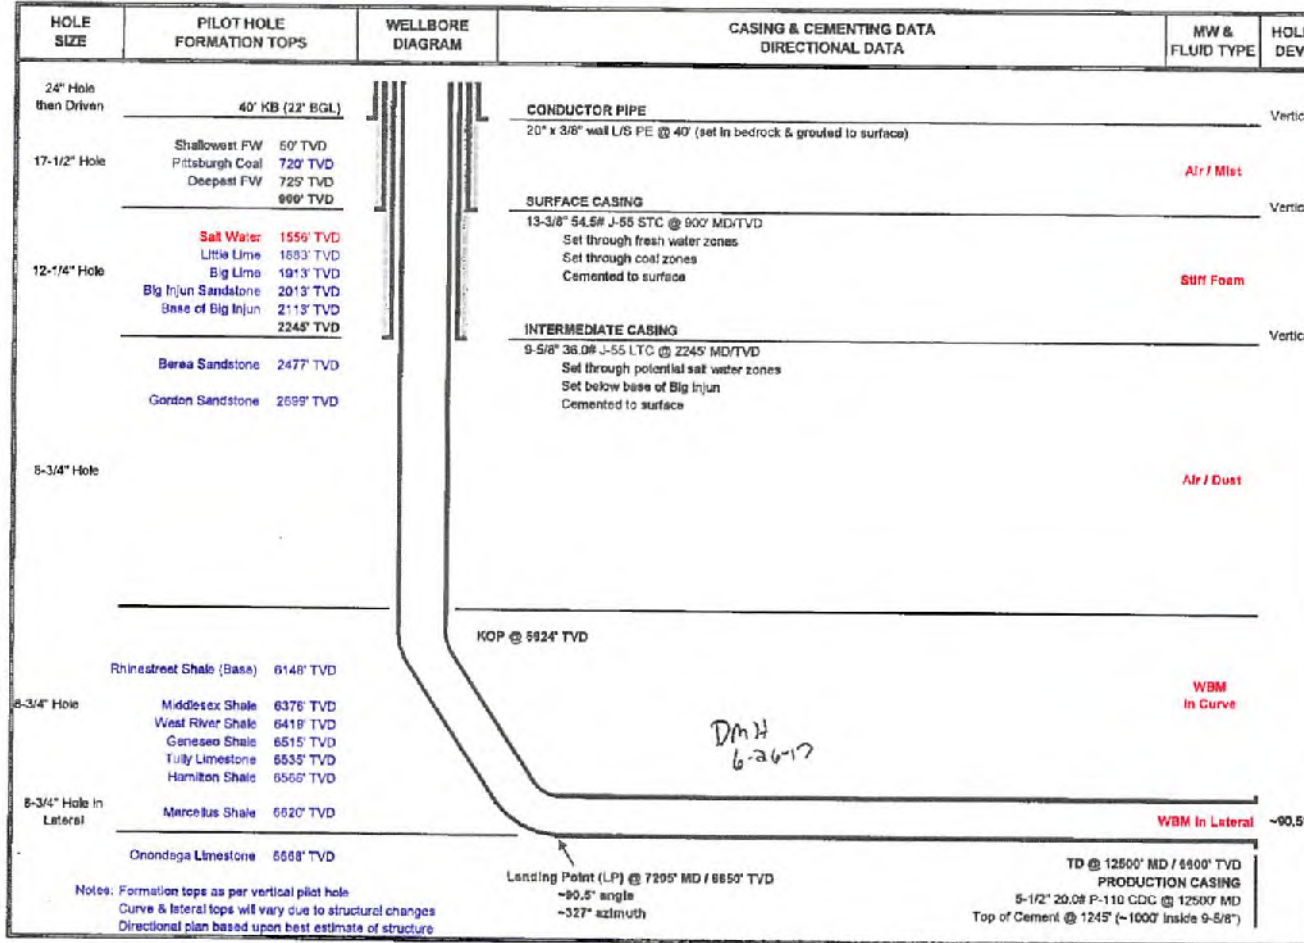 HOLE SIZE
PILOT HOLE FORMATION TOPS
WELLBORE DIAGRAM
CASING & CEMENTING DATA
DIRECTIONAL DATA
MW & FLUID TYPE
24" Hole
then Driven
40' KB (22' BGL)
CONDUCTOR PIPE
20" x 3/8" wall L/S PE @ 40' (set in bedrock & grouted to surface)
17-1/2" Hole
Shallowest FW 60' TVD
Pittsburgh Coal 720' TVD
Deepest FW 725' TVD
900' TVD
Air / Mist
SURFACE CASING
13-3/8" 54.5# J-55 STC @ 900' MD/TVD
Set through fresh water zones
Set through coal zones
Cemented to surface
12-1/4" Hole
Salt Water 1556' TVD
Little Lime 1883' TVD
Big Lime 1913' TVD
Big Injun Sandstone 2013' TVD
Base of Big Injun 2113' TVD
2245' TVD
Stiff Foam
INTERMEDIATE CASING
9-5/8" 36.0# J-55 LTC @ 2245' MD/TVD
Set through potential salt water zones
Set below base of Big Injun
Cemented to surface
Berea Sandstone 2477' TVD
Gordon Sandstone 2699' TVD
8-3/4" Hole
Air / Dust
KOP @ 5924' TVD
Rhinestreet Shale (Base) 6148' TVD
8-3/4" Hole
Middlesex Shale 6376' TVD
West River Shale 6419' TVD
Geneseo Shale 6515' TVD
Tully Limestone 6535' TVD
Hamilton Shale 6566' TVD
WBM
In Curve
DMH
6-26-17
8-3/4" Hole in
Lateral
Marcellus Shale 6620' TVD
WBM In Lateral
Onondaga Limestone 6668' TVD
Notes: Formation tops as per vertical pilot hole
Curve & lateral tops will vary due to structural changes
Directional plan based upon best estimate of structure
Landing Point (LP) @ 7295' MD / 6650' TVD
~90.5° angle
~327° azimuth
TD @ 12500' MD / 6600' TVD
PRODUCTION CASING
5-1/2" 20.0# P-110 CDC @ 12500' MD
Top of Cement @ 1245' (~1000' inside 9-5/8")